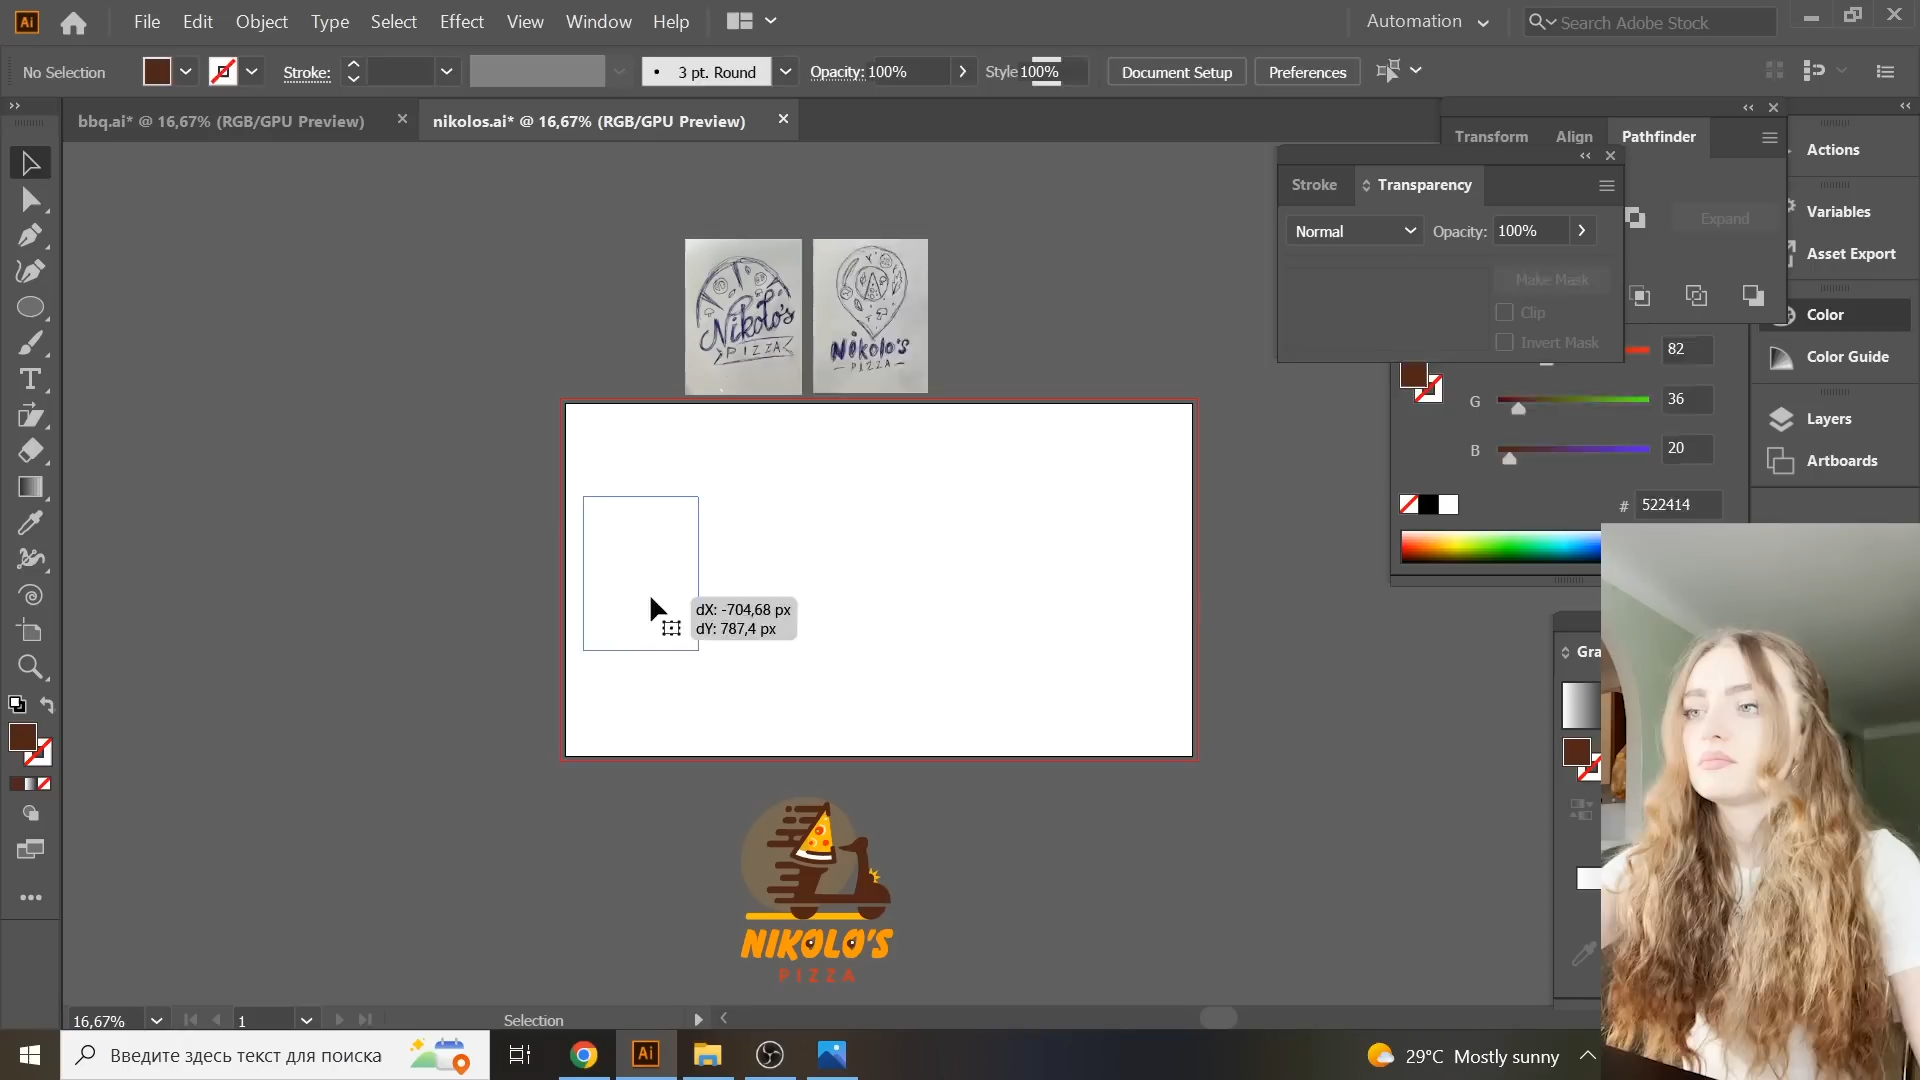 Ai File Edit Object Type Select Effect View Window Help Automation Search Adobe Stock
No Selection Stroke: 3 pt. Round Opacity: 100% Style 100% Document Setup Preferences
bbq.ai* @ 16,67% (RGB/GPU Preview) nikolos.ai* @ 16,67% (RGB/GPU Preview)
Transform Align Pathfinder
Actions
Stroke Transparency
Variables
Expand
Normal Opacity: 100%
Asset Export
Make Mask
Clip
Invert Mask
Color
82
Color Guide
G 36
Layers
B 20
Artboards
# 522414
Nikolo's
PIZZA
Nikolo's
PIZZA
dX: -704,68 px
dY: 787,4 px
Gra
NIKOLO'S
PIZZA
16,67% 1 Selection
Введите здесь текст для поиска Ai 29°C Mostly sunny